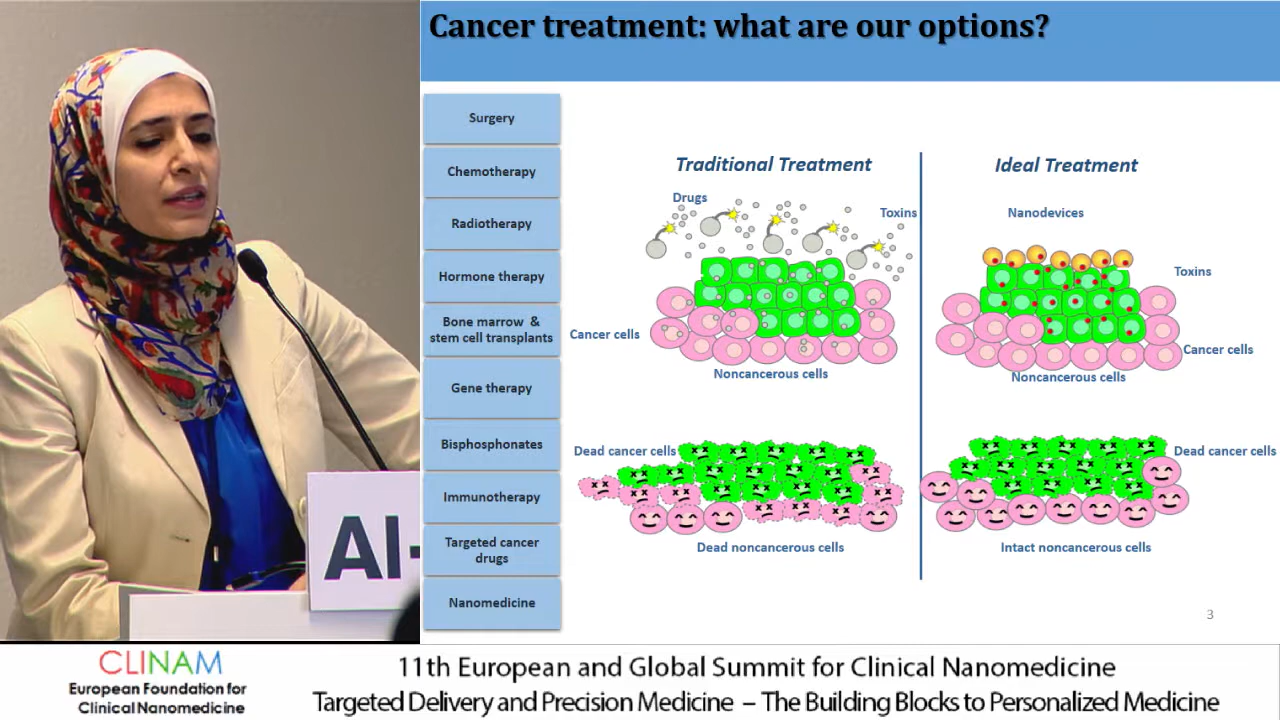 Cancer treatment: what are our options?
Surgery
Chemotherapy
Radiotherapy
Hormone therapy
Bone marrow &
stem cell transplants
Gene therapy
Bisphosphonates
Immunotherapy
Targeted cancer
drugs
Nanomedicine
Traditional Treatment
Drugs
Toxins
Cancer cells
Noncancerous cells
Dead cancer cells
Dead noncancerous cells
Ideal Treatment
Nanodevices
Toxins
Cancer cells
Noncancerous cells
Dead cancer cells
Intact noncancerous cells
3
Al-
CLINAM
European Foundation for
Clinical Nanomedicine
11th European and Global Summit for Clinical Nanomedicine
Targeted Delivery and Precision Medicine – The Building Blocks to Personalized Medicine